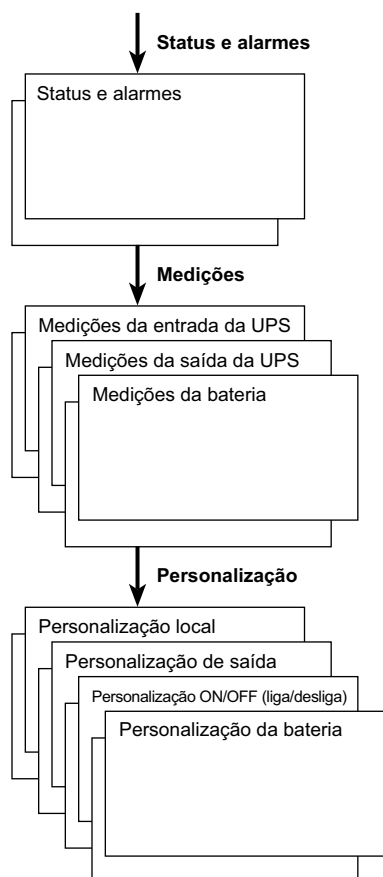 Status e alarmes
Status e alarmes
Medições
Medições da entrada da UPS
Medições da saída da UPS
Medições da bateria
Personalização
Personalização local
Personalização de saída
Personalização ON/OFF (liga/desliga)
Personalização da bateria